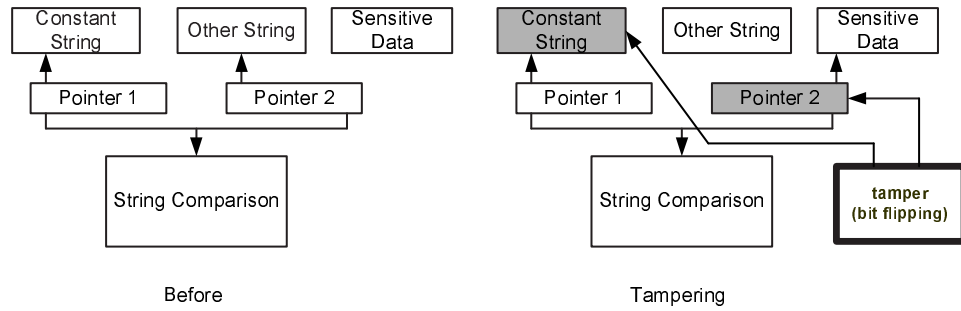 Constant
String
Other String
Sensitive
Data
Pointer 1
Pointer 2
String Comparison
Before
Constant
String
Other String
Sensitive
Data
Pointer 1
Pointer 2
String Comparison
tamper
(bit flipping)
Tampering